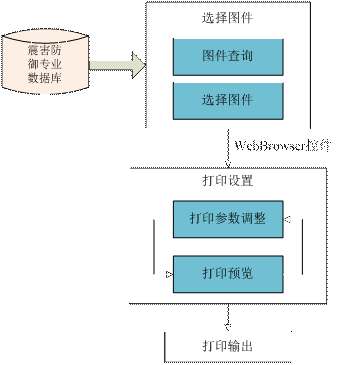 选择图件
震害防
御专业
数据库
图件查询
选择图件
WebBrowser控件
打印设置
打印参数调整
打印预览
打印输出